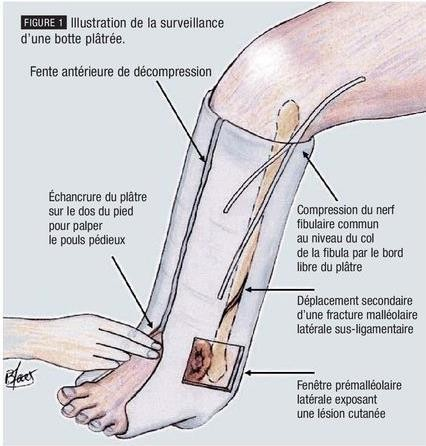 FIGURE 1 Illustration de la surveillance
d'une botte plâtrée.
Fente antérieure de décompression
Échancrure du plâtre
sur le dos du pied
pour palper
le pouls pédieux
Compression du nerf
fibulaire commun
au niveau du col
de la fibula par le bord
libre du plâtre
Déplacement secondaire
d'une fracture malléolaire
latérale sus-ligamentaire
Fenêtre prémalléolaire
latérale exposant
une lésion cutanée